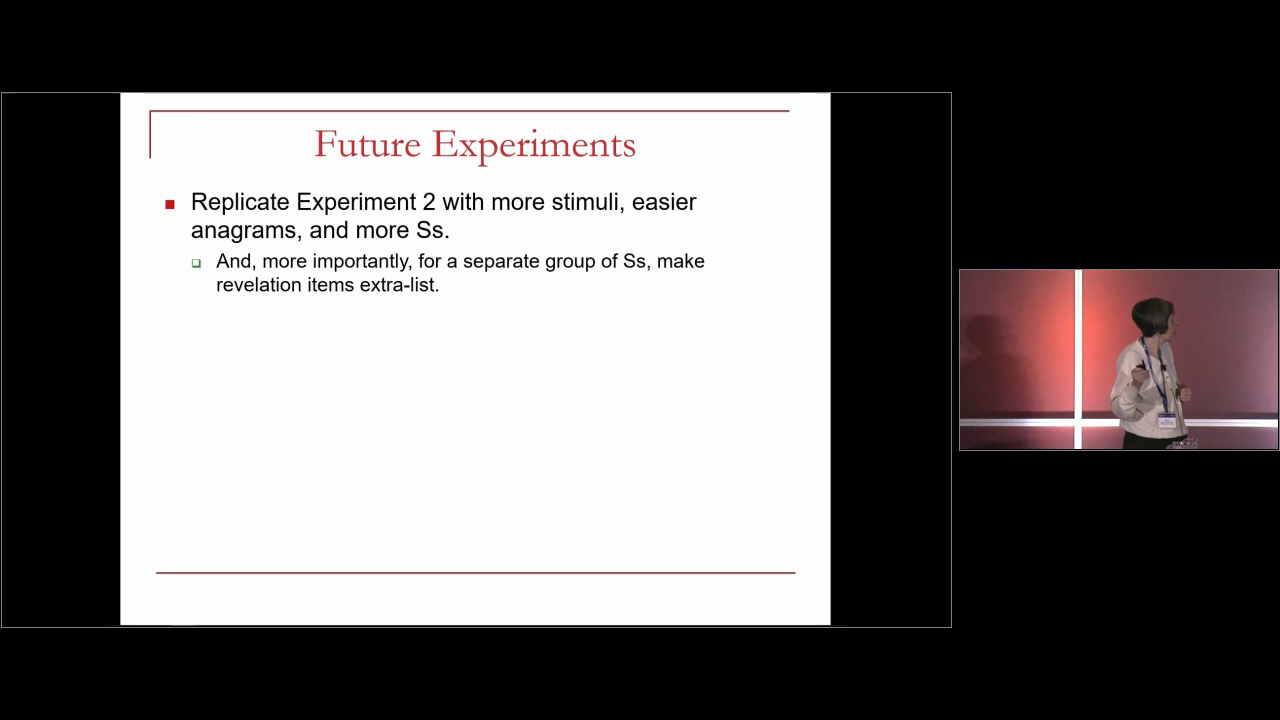 Future Experiments
Replicate Experiment 2 with more stimuli, easier
anagrams, and more Ss.
And, more importantly, for a separate group of Ss, make
revelation items extra-list.